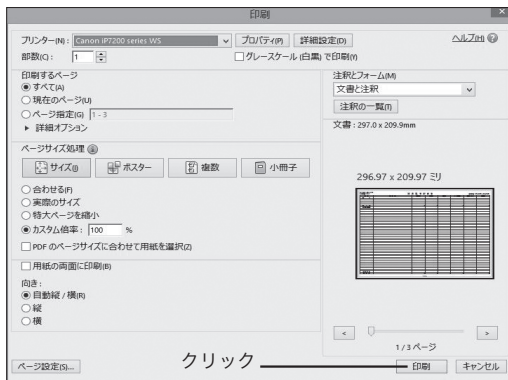 印刷
プリンター(N): Canon iP7200 series WS プロパティ(P) 詳細設定(D) ヘルプ(H)
部数(C): 1 グレースケール (白黒) で印刷(Y)
印刷するページ
すべて(A)
現在のページ(U)
ページ指定(G) 1 - 3
詳細オプション
ページサイズ処理
サイズ(I) ポスター 複数 小冊子
合わせる(F)
実際のサイズ
特大ページを縮小
カスタム倍率: 100 %
PDF のページサイズに合わせて用紙を選択(Z)
用紙の両面に印刷(B)
向き:
自動縦 / 横(R)
縦
横
注釈とフォーム(M)
文書と注釈
注釈の一覧(T)
文書: 297.0 x 209.9mm
296.97 x 209.97 ミリ
< >
1 / 3 ページ
ページ設定(S)... クリック 印刷 キャンセル